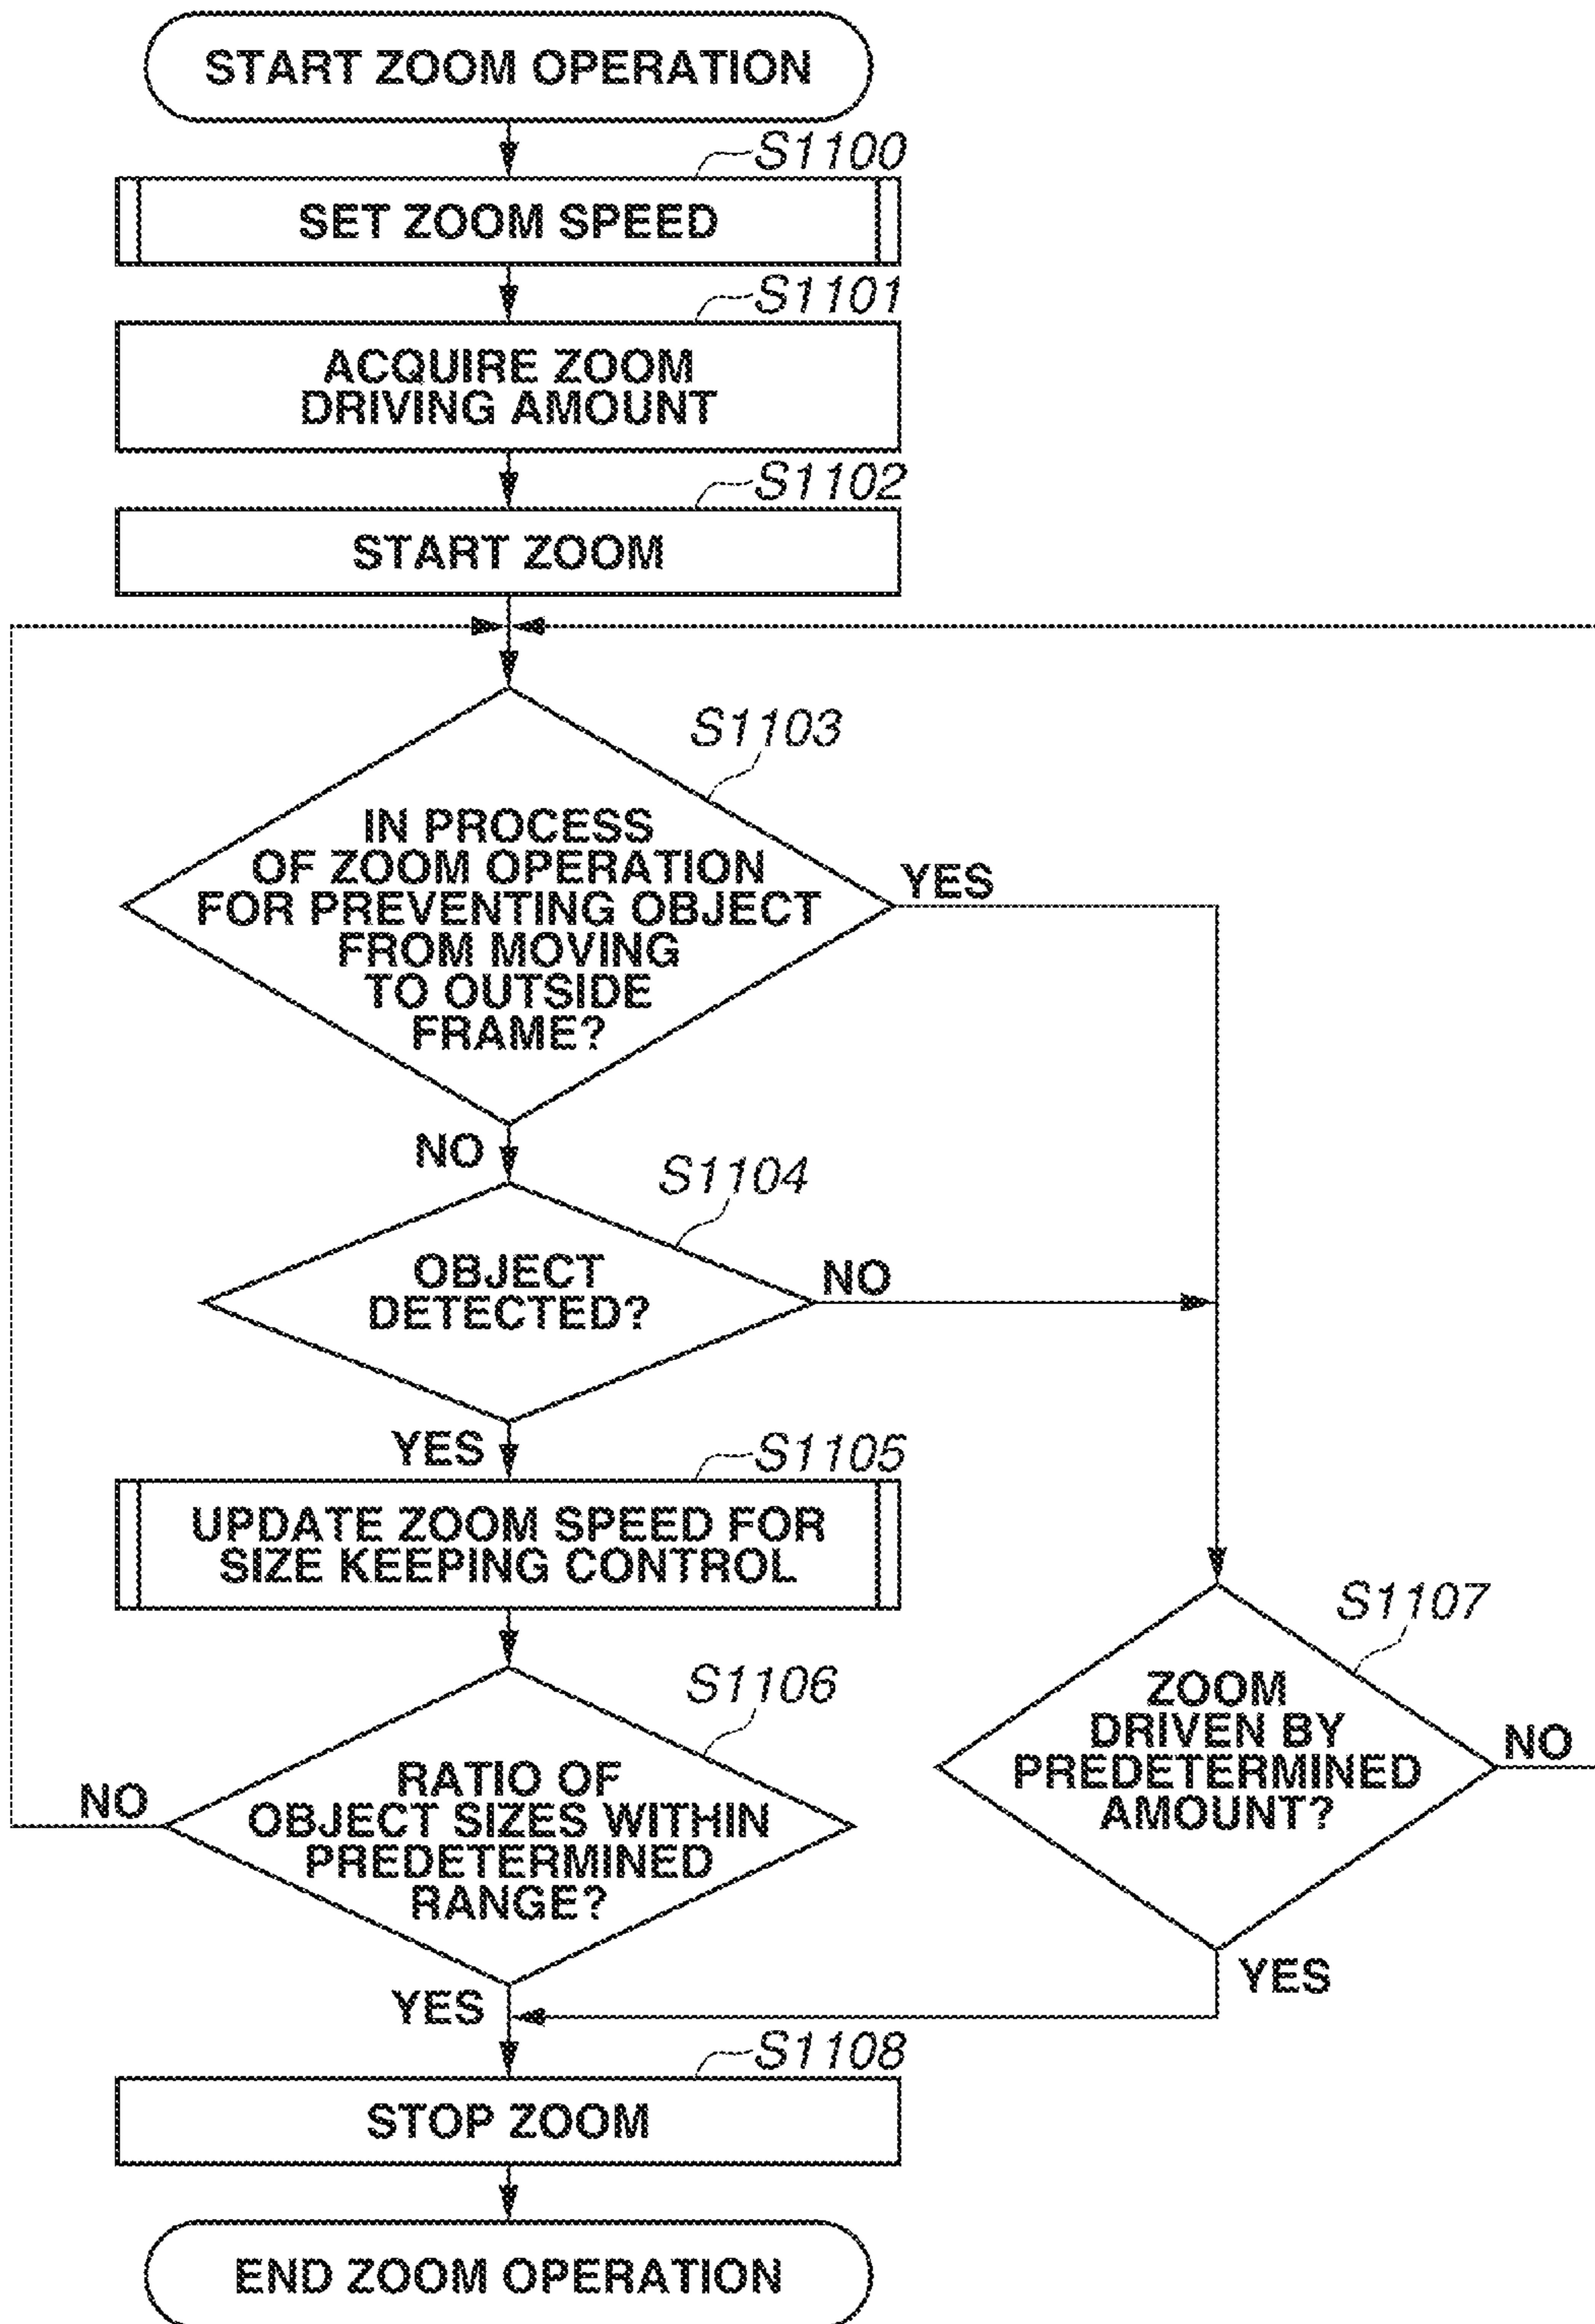 START ZOOM OPERATION
S1100
SET ZOOM SPEED
S1101
ACQUIRE ZOOM
DRIVING AMOUNT
S1102
START ZOOM
S1103
IN PROCESS
OF ZOOM OPERATION
FOR PREVENTING OBJECT
FROM MOVING
TO OUTSIDE
FRAME?
YES
NO
S1104
OBJECT
DETECTED?
NO
YES
S1105
UPDATE ZOOM SPEED FOR
SIZE KEEPING CONTROL
S1106
RATIO OF
OBJECT SIZES WITHIN
PREDETERMINED
RANGE?
NO
YES
S1107
ZOOM
DRIVEN BY
PREDETERMINED
AMOUNT?
NO
YES
S1108
STOP ZOOM
END ZOOM OPERATION